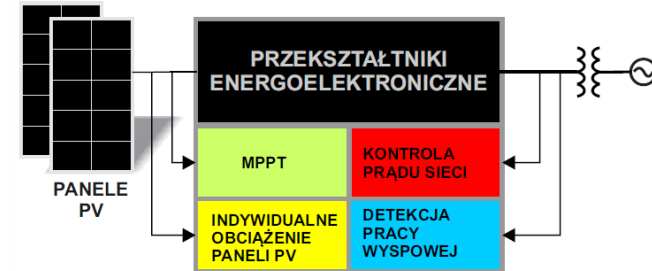 PRZEKSZTAŁTNIKI
ENERGOELEKTRONICZNE
MPPT
KONTROLA
PRĄDU SIECI
PANELE
PV
INDYWIDUALNE
OBCIĄŻENIE
PANELI PV
DETEKCJA
PRACY
WYSPOWEJ